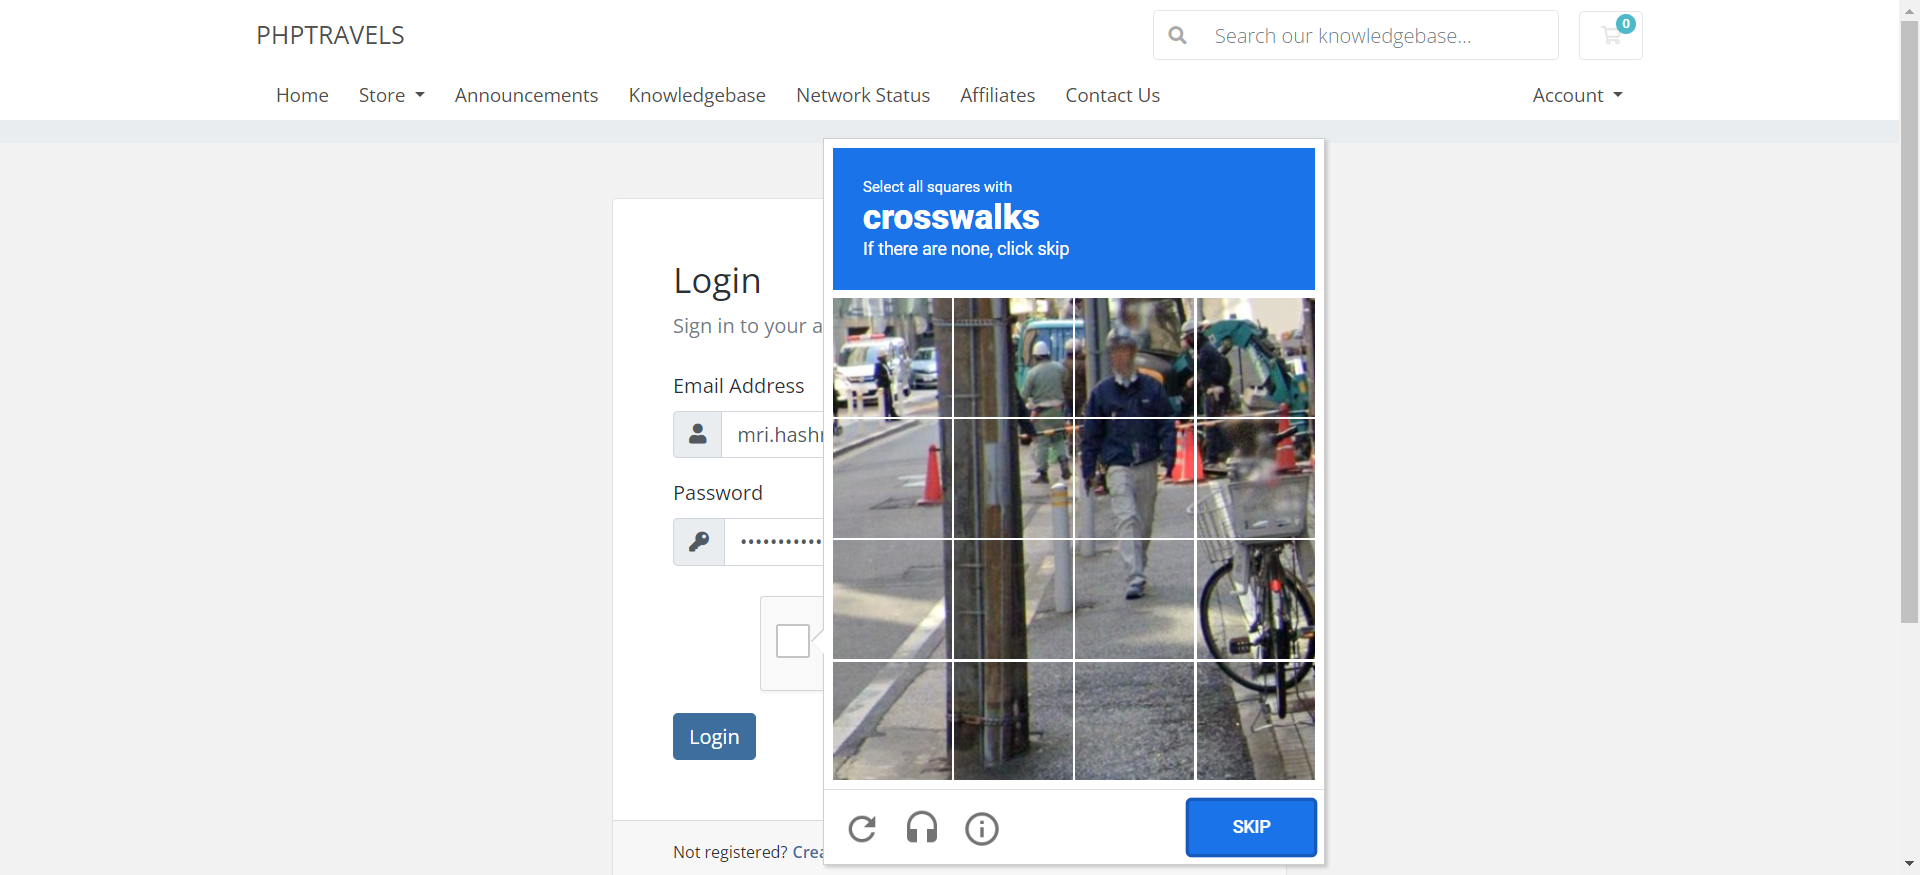 PHPTRAVELS
Search our knowledgebase...
0
Home
Store
Announcements
Knowledgebase
Network Status
Affiliates
Contact Us
Account
Select all squares with
crosswalks
If there are none, click skip
Login
Sign in to your a
Email Address
mri.hash
Password
Login
SKIP
Not registered? Crea